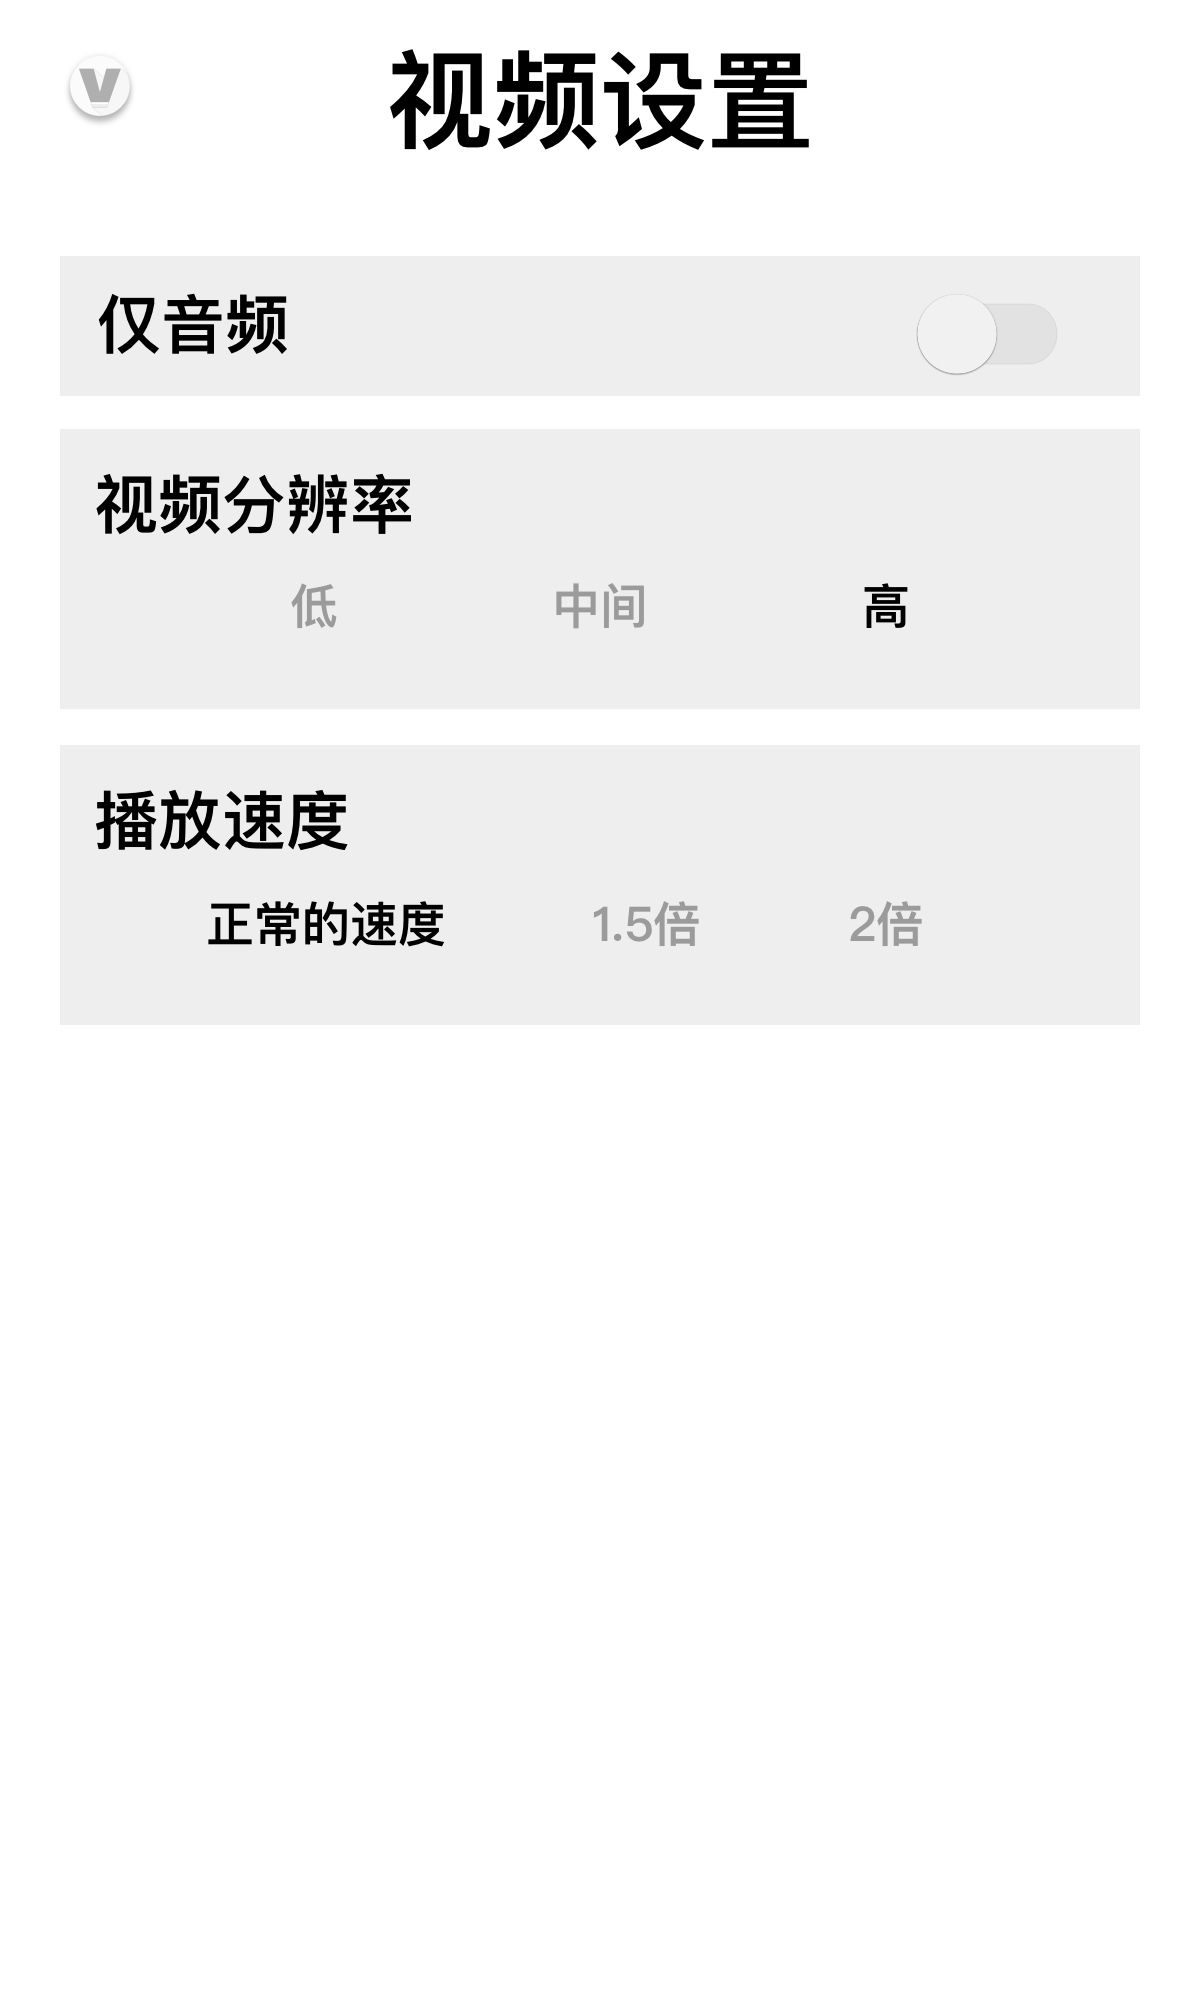 V
视频设置
仅音频
视频分辨率
低 中间 高
播放速度
正常的速度 1.5倍 2倍